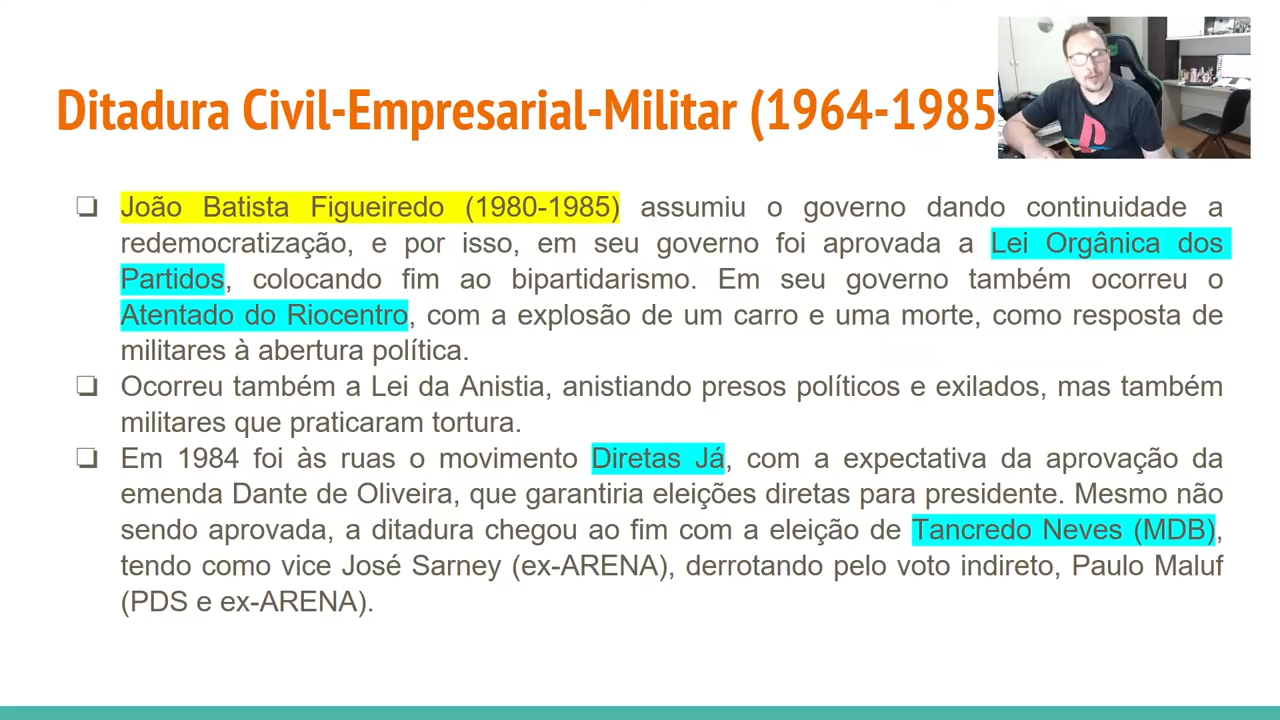 Ditadura Civil-Empresarial-Militar (1964-1985
❏ João Batista Figueiredo (1980-1985) assumiu o governo dando continuidade a
redemocratização, e por isso, em seu governo foi aprovada a Lei Orgânica dos
Partidos, colocando fim ao bipartidarismo. Em seu governo também ocorreu o
Atentado do Riocentro, com a explosão de um carro e uma morte, como resposta de
militares à abertura política.
❏ Ocorreu também a Lei da Anistia, anistiando presos políticos e exilados, mas também
militares que praticaram tortura.
❏ Em 1984 foi às ruas o movimento Diretas Já, com a expectativa da aprovação da
emenda Dante de Oliveira, que garantiria eleições diretas para presidente. Mesmo não
sendo aprovada, a ditadura chegou ao fim com a eleição de Tancredo Neves (MDB),
tendo como vice José Sarney (ex-ARENA), derrotando pelo voto indireto, Paulo Maluf
(PDS e ex-ARENA).